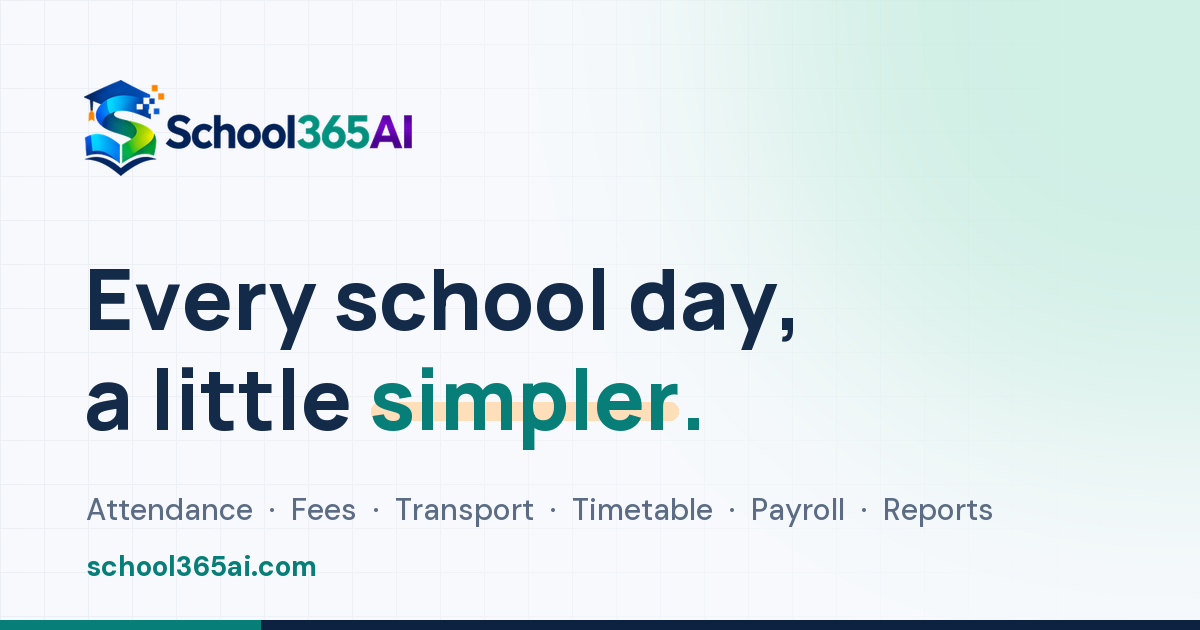 School365AI
Every school day,
a little simpler.
Attendance · Fees · Transport · Timetable · Payroll · Reports
school365ai.com